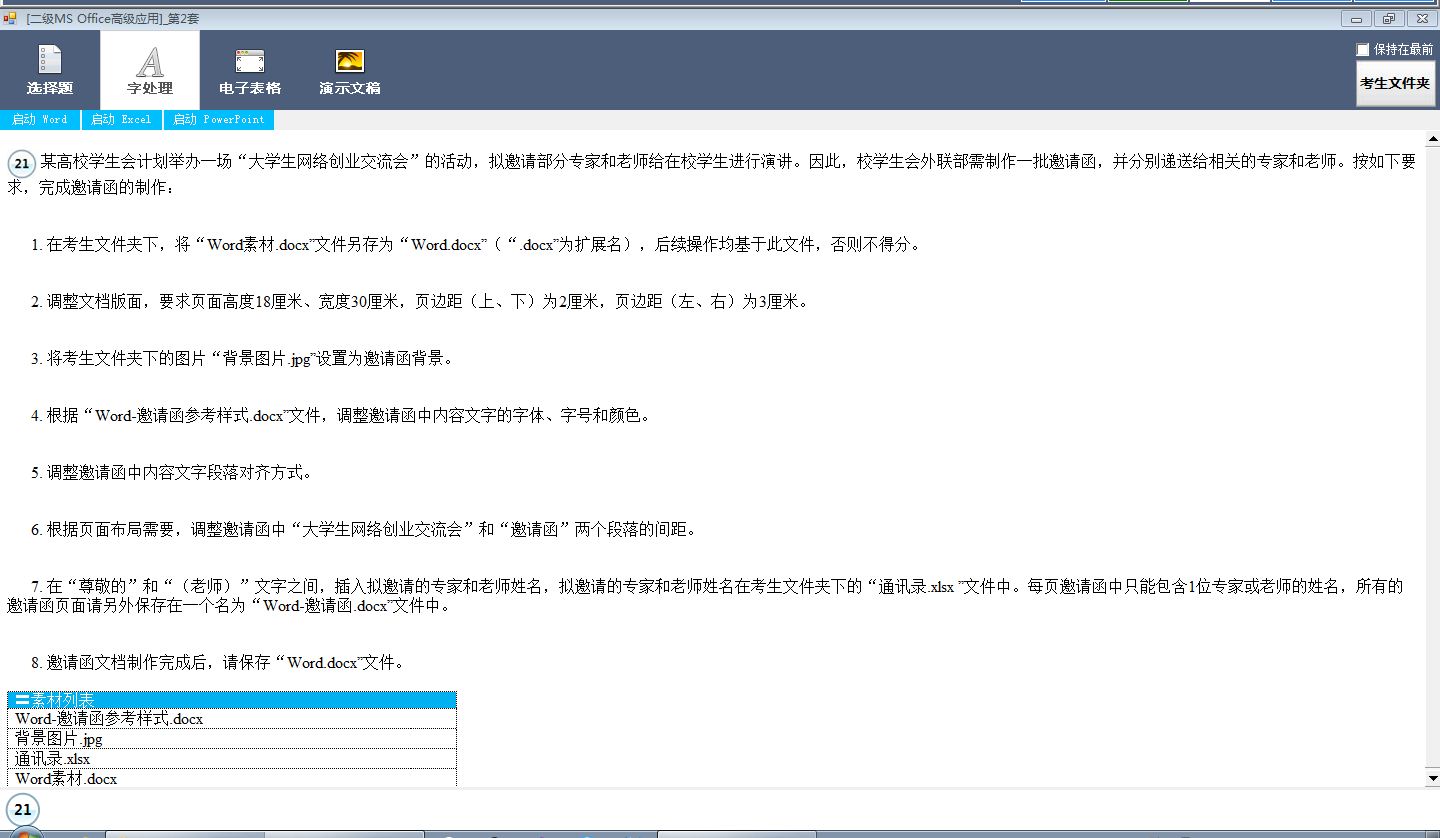 [二级MS Office高级应用]_第2套
保持在最前
选择题
字处理
电子表格
演示文稿
考生文件夹
启动 Word
启动 Excel
启动 PowerPoint
21 某高校学生会计划举办一场“大学生网络创业交流会”的活动，拟邀请部分专家和老师给在校学生进行演讲。因此，校学生会外联部需制作一批邀请函，并分别递送给相关的专家和老师。按如下要
求，完成邀请函的制作：
1. 在考生文件夹下，将“Word素材.docx”文件另存为“Word.docx”（“.docx”为扩展名），后续操作均基于此文件，否则不得分。
2. 调整文档版面，要求页面高度18厘米、宽度30厘米，页边距（上、下）为2厘米，页边距（左、右）为3厘米。
3. 将考生文件夹下的图片“背景图片.jpg”设置为邀请函背景。
4. 根据“Word-邀请函参考样式.docx”文件，调整邀请函中内容文字的字体、字号和颜色。
5. 调整邀请函中内容文字段落对齐方式。
6. 根据页面布局需要，调整邀请函中“大学生网络创业交流会”和“邀请函”两个段落的间距。
7. 在“尊敬的”和“（老师）”文字之间，插入拟邀请的专家和老师姓名，拟邀请的专家和老师姓名在考生文件夹下的“通讯录.xlsx ”文件中。每页邀请函中只能包含1位专家或老师的姓名，所有的
邀请函页面请另外保存在一个名为“Word-邀请函.docx”文件中。
8. 邀请函文档制作完成后，请保存“Word.docx”文件。
素材列表
Word-邀请函参考样式.docx
背景图片.jpg
通讯录.xlsx
Word素材.docx
21